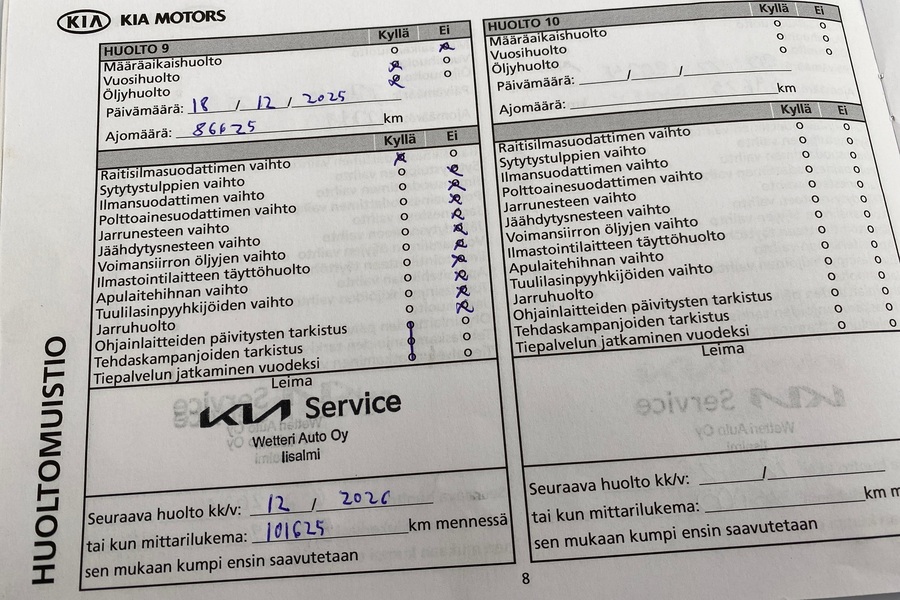 KIA KIA MOTORS
HUOLTO 9 Kyllä Ei
Määräaikaishuolto
Vuosihuolto
Öljyhuolto
Päivämäärä: 18 / 12 / 2025
Ajomäärä: 86625 km
Kyllä Ei
Raitisilmasuodattimen vaihto
Sytytystulppien vaihto
Ilmansuodattimen vaihto
Polttoainesuodattimen vaihto
Jarrunesteen vaihto
Jäähdytysnesteen vaihto
Voimansiirron öljyjen vaihto
Ilmastointilaitteen täyttöhuolto
Apulaitehihnan vaihto
Tuulilasinpyyhkijöiden vaihto
Jarruhuolto
Ohjainlaitteiden päivitysten tarkistus
Tehdaskampanjoiden tarkistus
Tiepalvelun jatkaminen vuodeksi
Leima
KIA Service
Wetteri Auto Oy
Iisalmi
Seuraava huolto kk/v: 12 / 2026
tai kun mittarilukema: 101625 km mennessä
sen mukaan kumpi ensin saavutetaan
HUOLTO 10 Kyllä Ei
Määräaikaishuolto
Vuosihuolto
Öljyhuolto
Päivämäärä: / /
Ajomäärä: km
Kyllä Ei
Raitisilmasuodattimen vaihto
Sytytystulppien vaihto
Ilmansuodattimen vaihto
Polttoainesuodattimen vaihto
Jarrunesteen vaihto
Jäähdytysnesteen vaihto
Voimansiirron öljyjen vaihto
Ilmastointilaitteen täyttöhuolto
Apulaitehihnan vaihto
Tuulilasinpyyhkijöiden vaihto
Jarruhuolto
Ohjainlaitteiden päivitysten tarkistus
Tehdaskampanjoiden tarkistus
Tiepalvelun jatkaminen vuodeksi
Leima
Seuraava huolto kk/v: /
tai kun mittarilukema: km m
sen mukaan kumpi ensin saavutetaan
HUOLTOMUISTIO
8